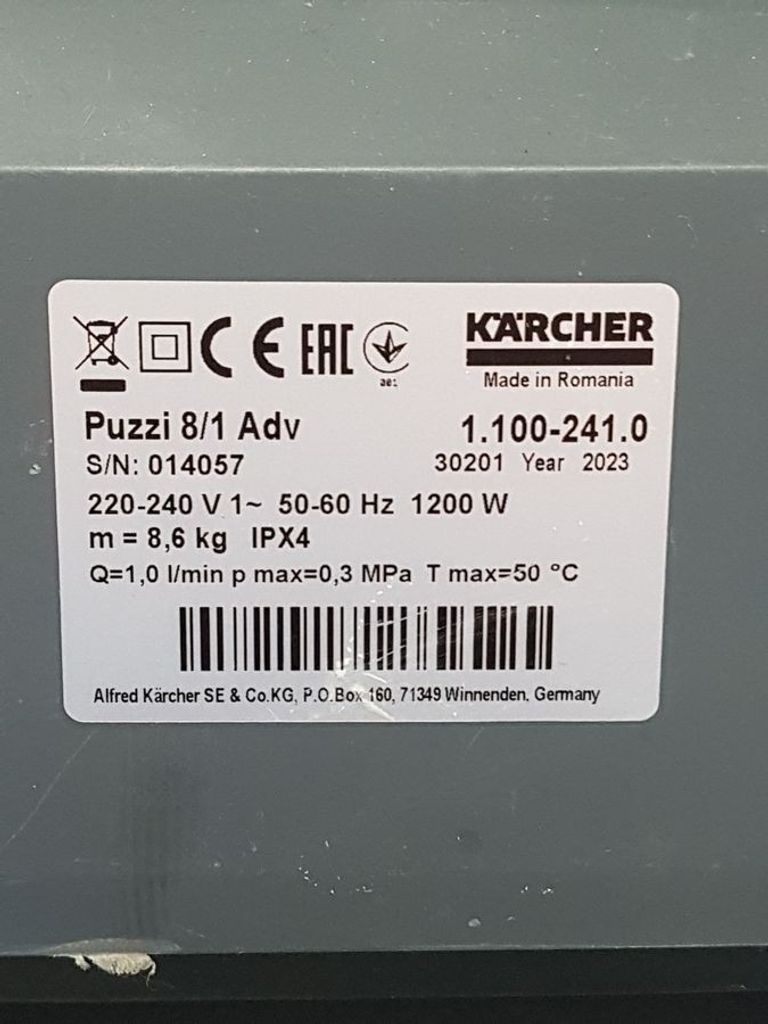 CE EAC
KÄRCHER
Made in Romania
Puzzi 8/1 Adv 1.100-241.0
S/N: 014057 30201 Year 2023
220-240 V 1~ 50-60 Hz 1200 W
m = 8,6 kg IPX4
Q=1,0 l/min p max=0,3 MPa T max=50 °C
Alfred Kärcher SE & Co.KG, P.O.Box 160, 71349 Winnenden, Germany